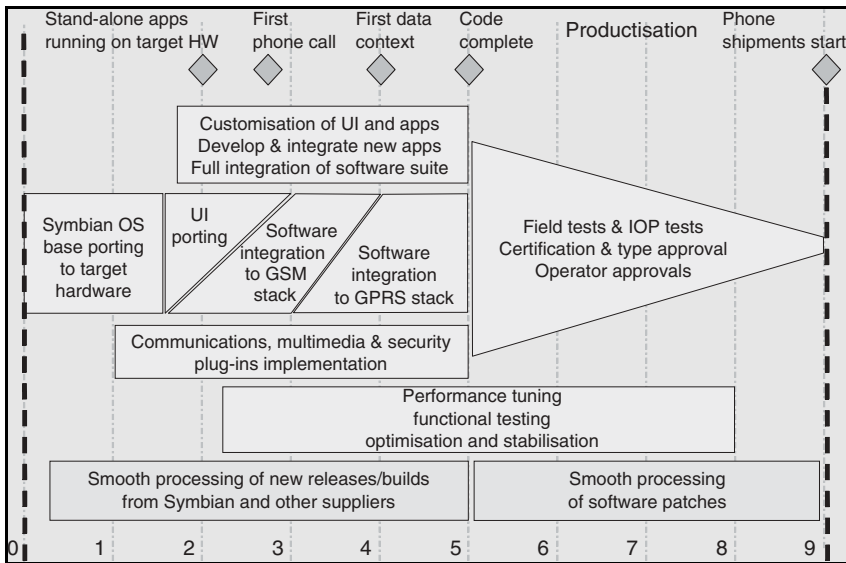 Stand-alone apps
running on target HW
First
phone call
First data
context
Code
complete
Productisation
Phone
shipments start
Customisation of UI and apps
Develop & integrate new apps
Full integration of software suite
Symbian OS
base porting
to target
hardware
UI
porting
Software
integration
to GSM
stack
Software
integration
to GPRS stack
Field tests & IOP tests
Certification & type approval
Operator approvals
Communications, multimedia & security
plug-ins implementation
Performance tuning
functional testing
optimisation and stabilisation
Smooth processing of new releases/builds
from Symbian and other suppliers
Smooth processing
of software patches
0 1 2 3 4 5 6 7 8 9